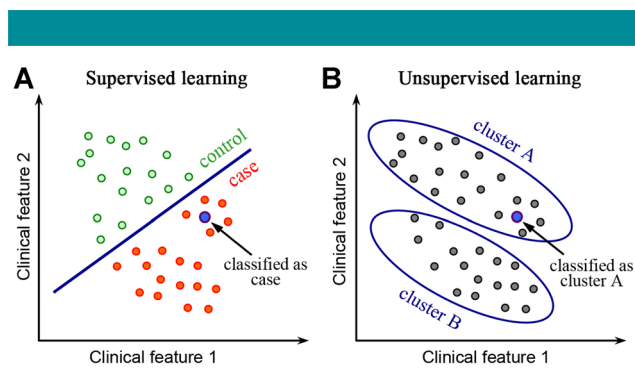 A
Supervised learning
Clinical feature 2
control
case
classified as
case
Clinical feature 1
B
Unsupervised learning
Clinical feature 2
cluster A
cluster B
classified as
cluster A
Clinical feature 1